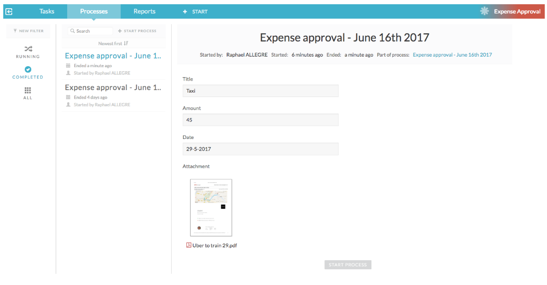 Tasks Processes Reports + START Expense Approval
NEW FILTER
RUNNING
COMPLETED
ALL
Search + START PROCESS
Newest first
Expense approval - June 1...
Ended a minute ago
Started by Raphael ALLEGRE
Expense approval - June 1...
Ended 4 days ago
Started by Raphael ALLEGRE
Expense approval - June 16th 2017
Started by: Raphael ALLEGRE Started: 6 minutes ago Ended: a minute ago Part of process: Expense approval - June 16th 2017
Title
Taxi
Amount
45
Date
29-5-2017
Attachment
Uber to train 29.pdf
START PROCESS